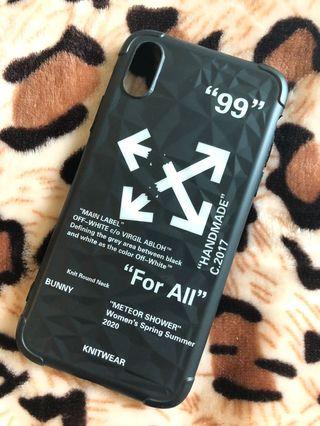 “99”
"MAIN LABEL"
OFF-WHITE c/o VIRGIL ABLOH™
Defining the grey area between black
and white as the color Off-White™
"HANDMADE"
C.2017
“For All”
Knit Round Neck
BUNNY
"METEOR SHOWER"
Women's Spring Summer
2020
KNITWEAR